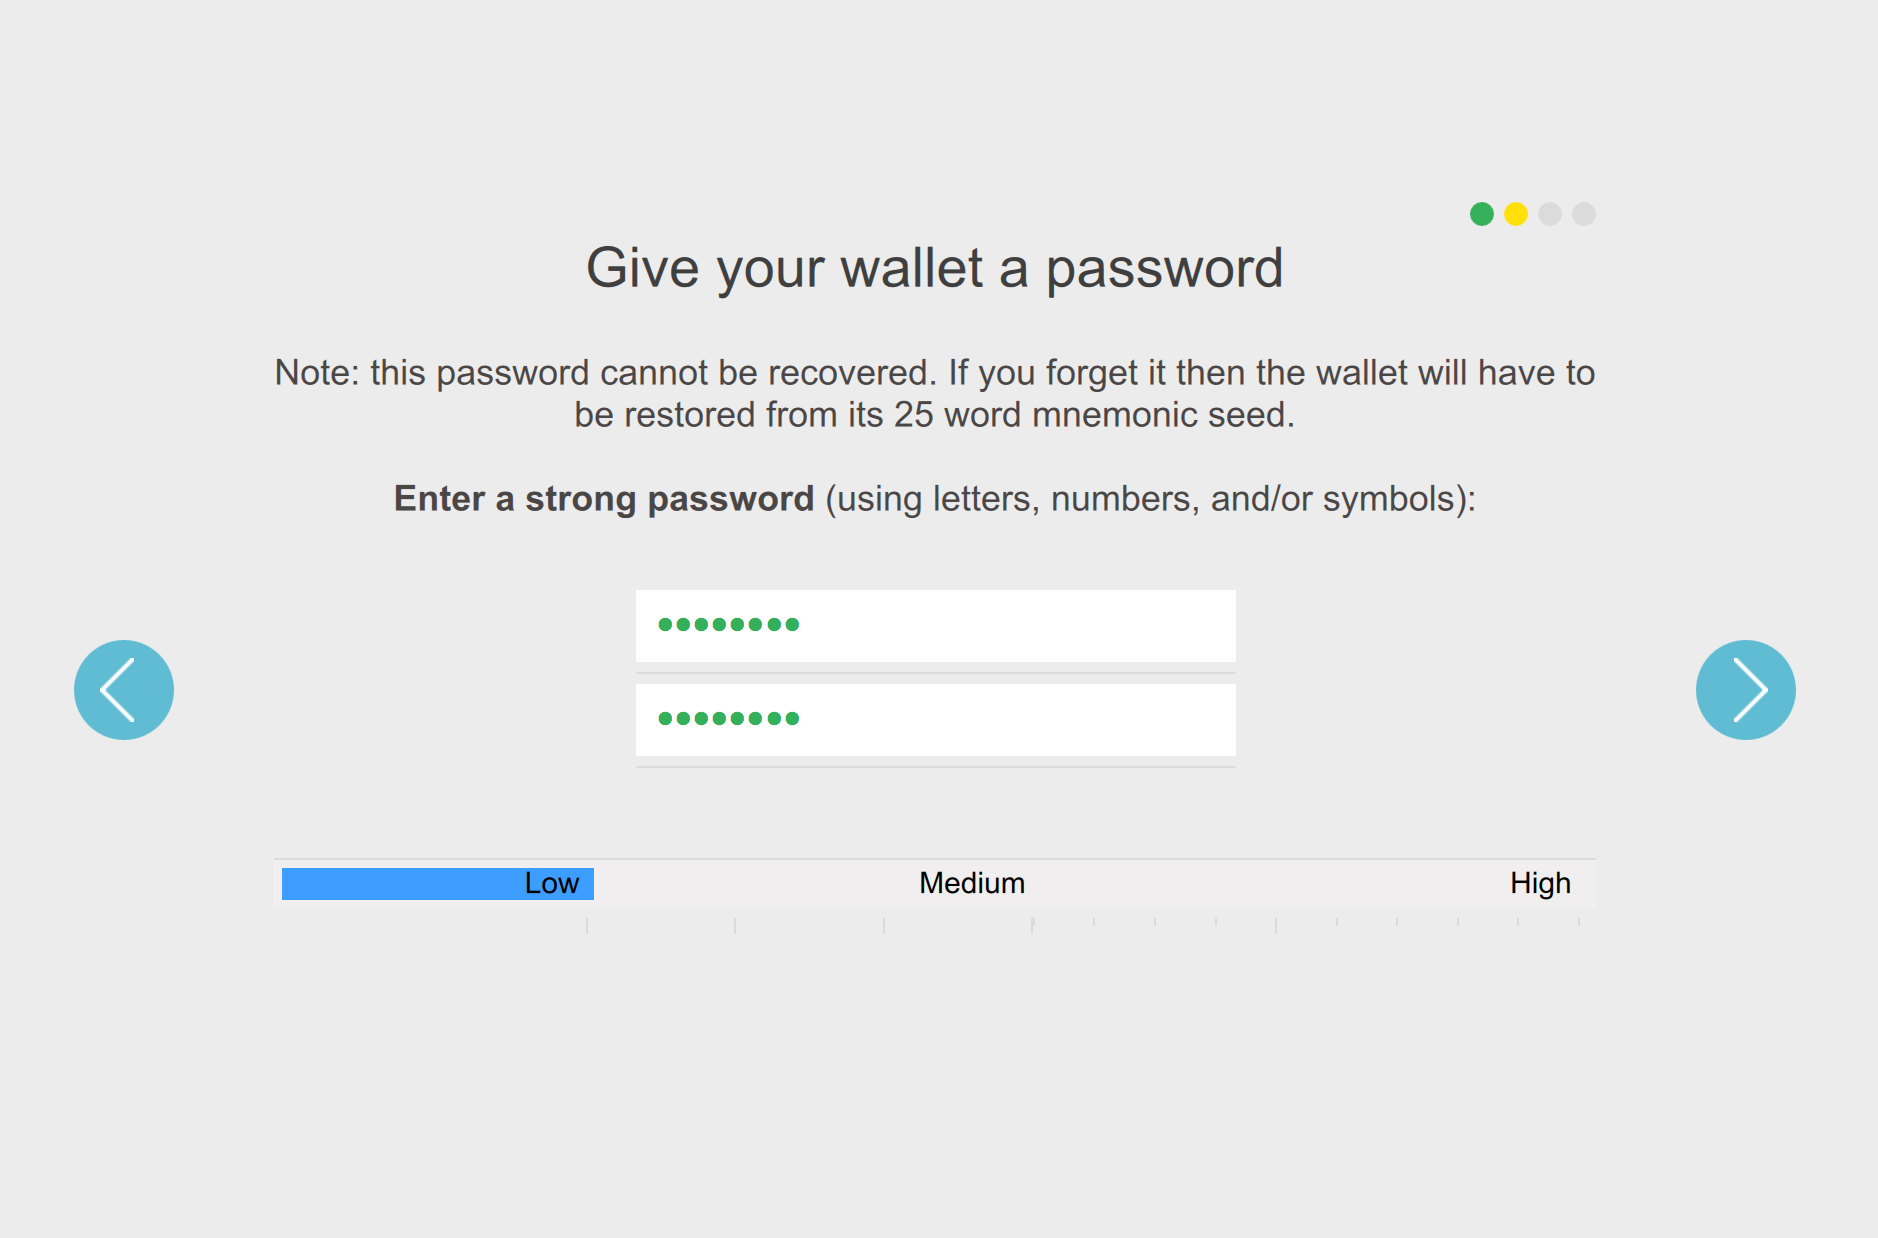 Give your wallet a password
Note: this password cannot be recovered. If you forget it then the wallet will have to
be restored from its 25 word mnemonic seed.
Enter a strong password (using letters, numbers, and/or symbols):
Low Medium High